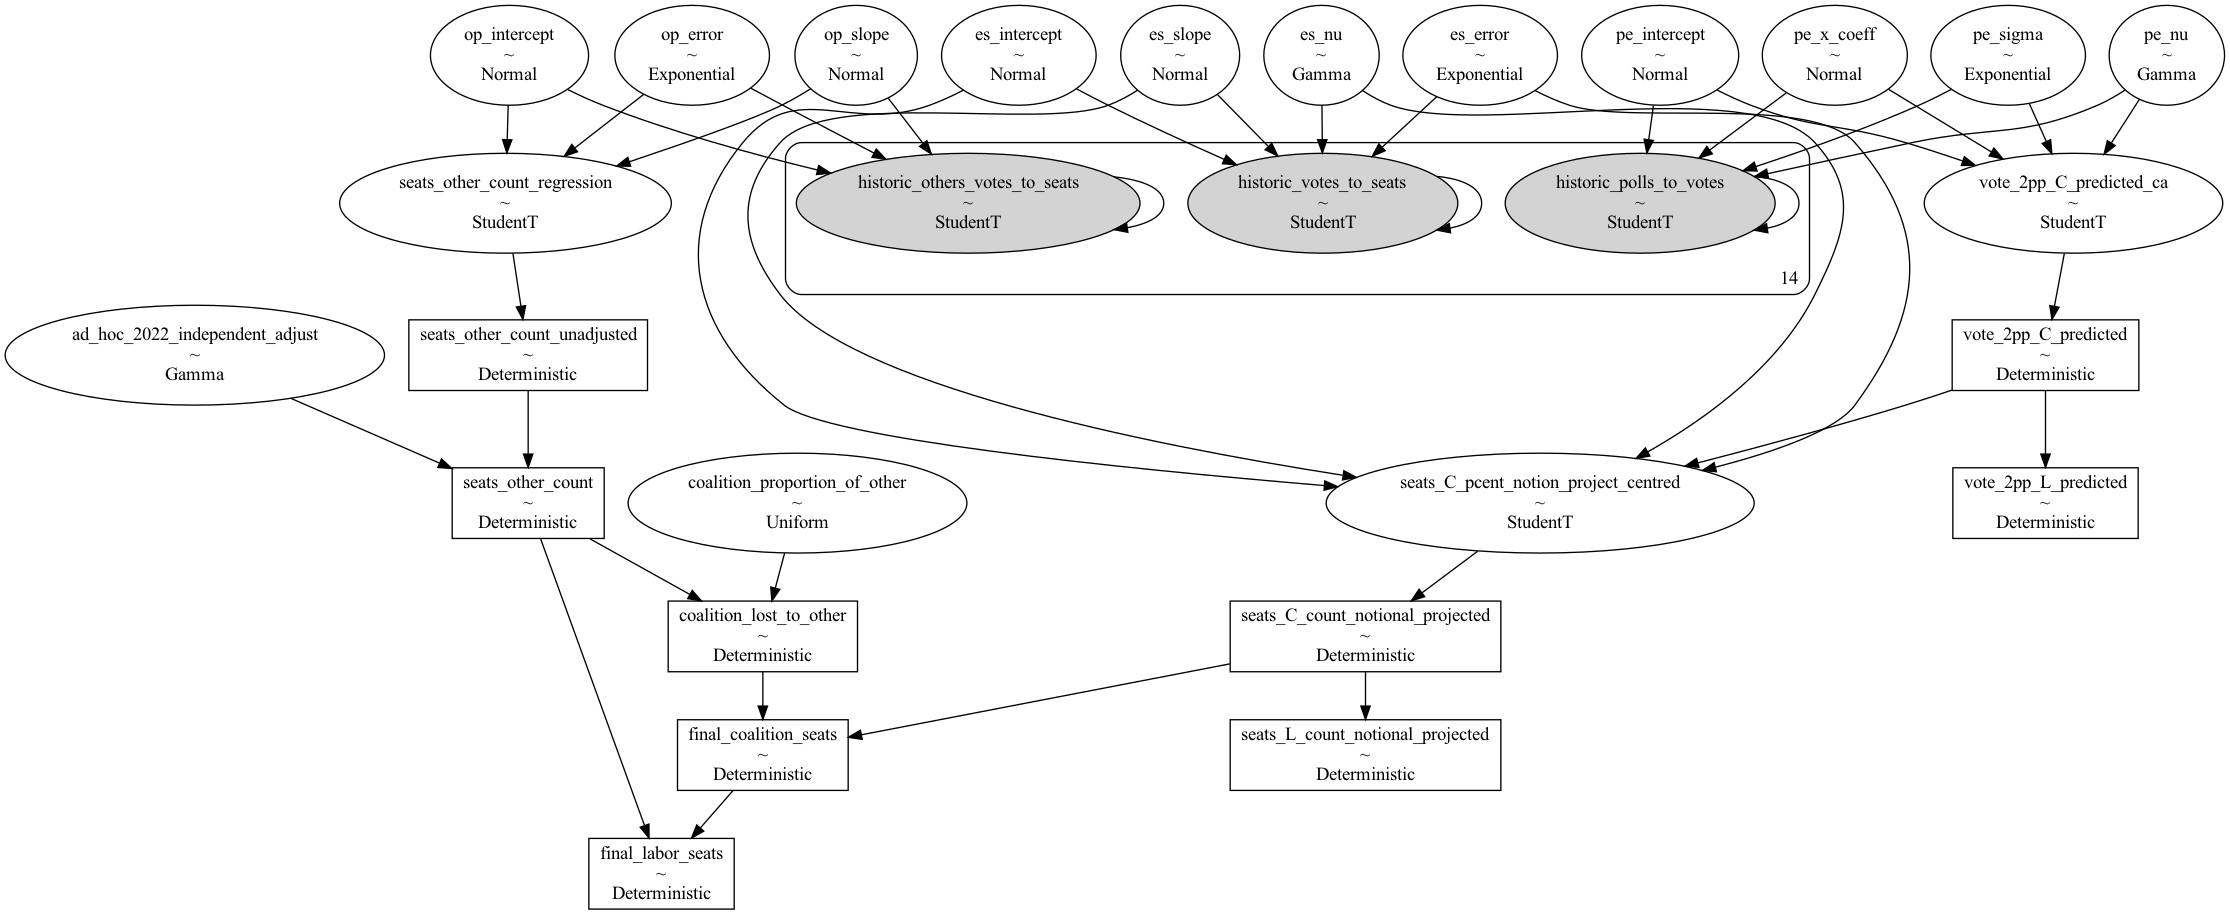 op_intercept
~
Normal
op_error
~
Exponential
op_slope
~
Normal
es_intercept
~
Normal
es_slope
~
Normal
es_nu
~
Gamma
es_error
~
Exponential
pe_intercept
~
Normal
pe_x_coeff
~
Normal
pe_sigma
~
Exponential
pe_nu
~
Gamma
seats_other_count_regression
~
StudentT
historic_others_votes_to_seats
~
StudentT
historic_votes_to_seats
~
StudentT
historic_polls_to_votes
~
StudentT
14
vote_2pp_C_predicted_ca
~
StudentT
ad_hoc_2022_independent_adjust
~
Gamma
seats_other_count_unadjusted
~
Deterministic
vote_2pp_C_predicted
~
Deterministic
seats_other_count
~
Deterministic
coalition_proportion_of_other
~
Uniform
seats_C_pcent_notion_project_centred
~
StudentT
vote_2pp_L_predicted
~
Deterministic
coalition_lost_to_other
~
Deterministic
seats_C_count_notional_projected
~
Deterministic
final_coalition_seats
~
Deterministic
seats_L_count_notional_projected
~
Deterministic
final_labor_seats
~
Deterministic